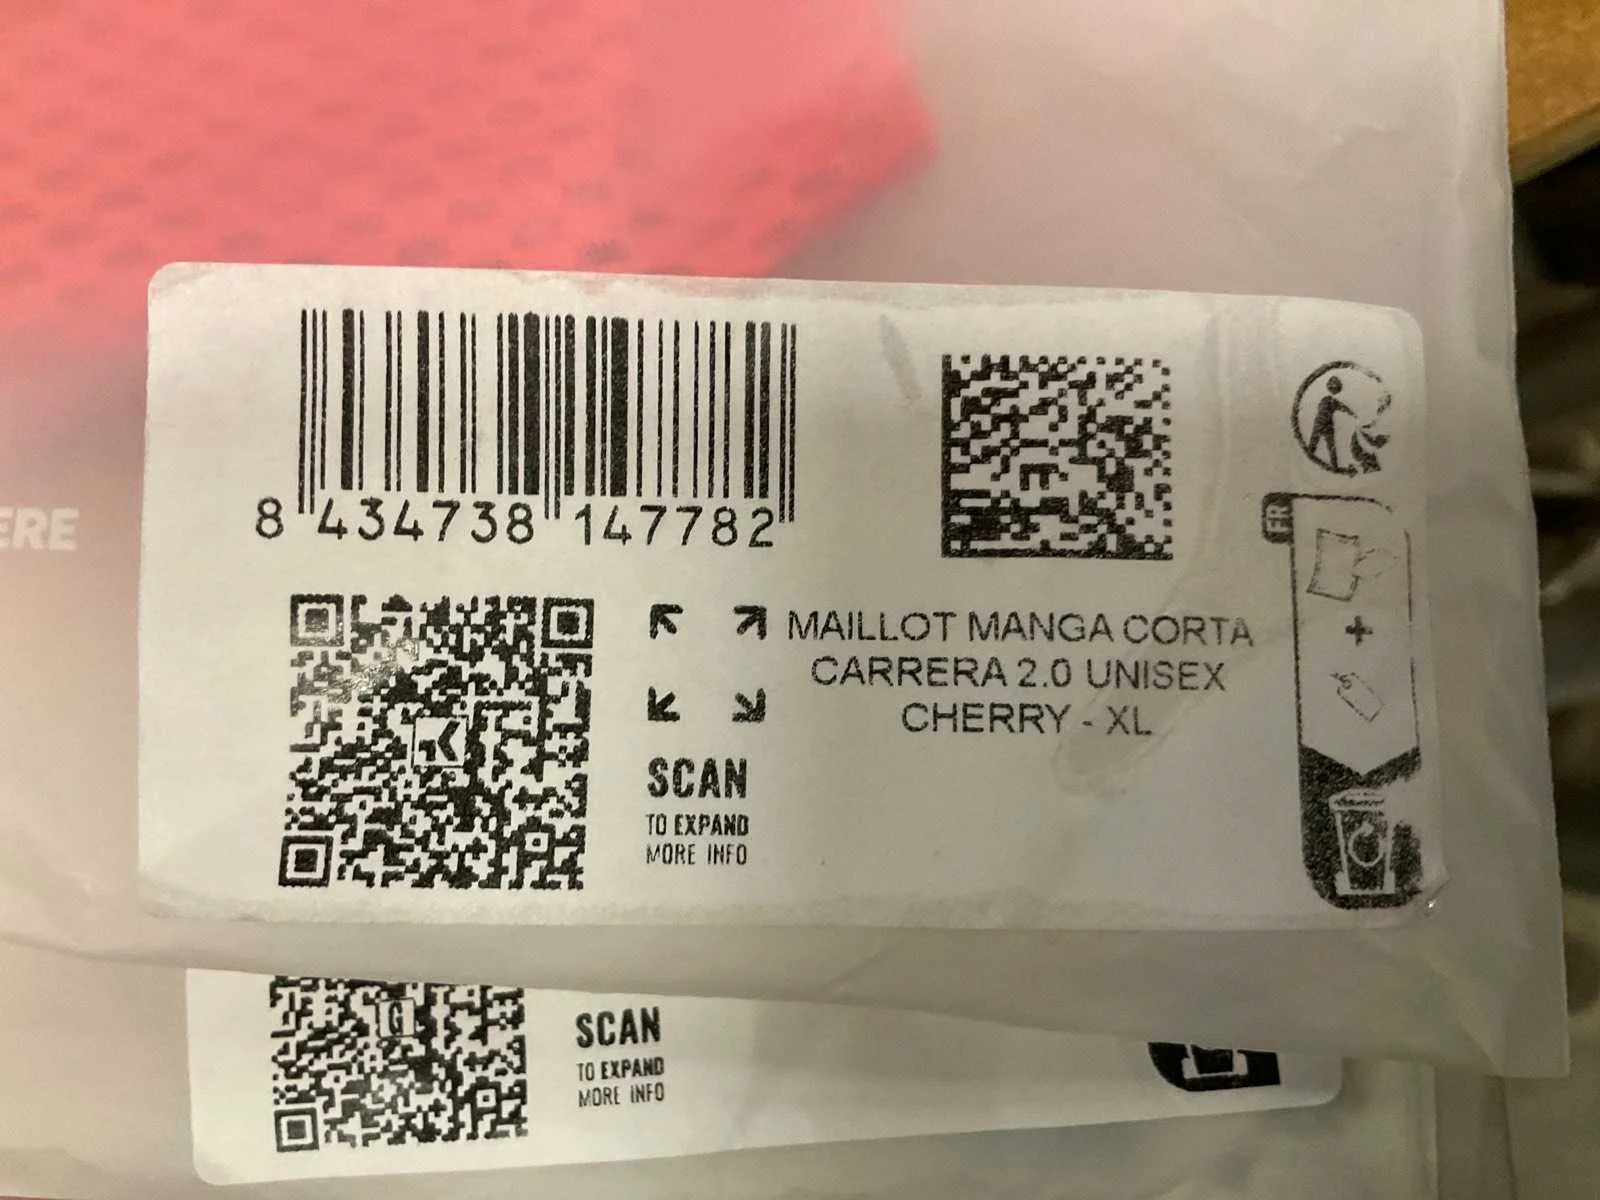 ERE
8 434738 147782
MAILLOT MANGA CORTA
CARRERA 2.0 UNISEX
CHERRY - XL
SCAN
TO EXPAND
MORE INFO
K
FR
+
G
SCAN
TO EXPAND
MORE INFO